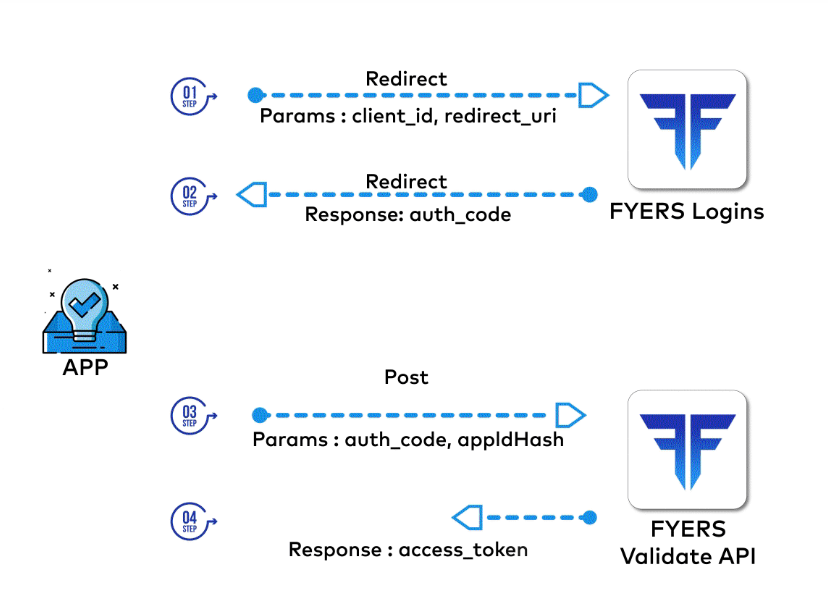 01
STEP
Redirect
Params : client_id, redirect_uri
02
STEP
Redirect
Response: auth_code
FYERS Logins
APP
Post
03
STEP
Params : auth_code, appIdHash
04
STEP
Response : access_token
FYERS
Validate API